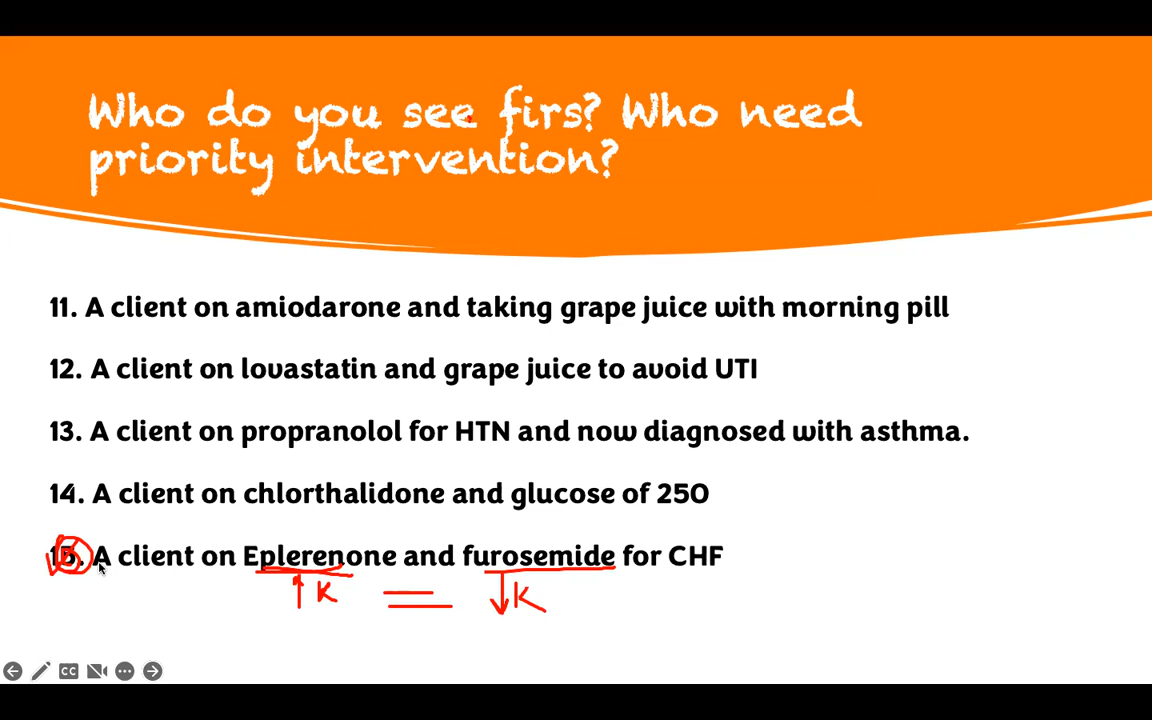 Who do you see firs? Who need
priority intervention?
11. A client on amiodarone and taking grape juice with morning pill
12. A client on lovastatin and grape juice to avoid UTI
13. A client on propranolol for HTN and now diagnosed with asthma.
14. A client on chlorthalidone and glucose of 250
15. A client on Eplerenone and furosemide for CHF
↑ K = ↓ K
CC